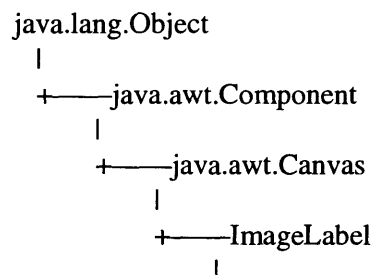 java.lang.Object
|
+———java.awt.Component
|
+———java.awt.Canvas
|
+———ImageLabel
|